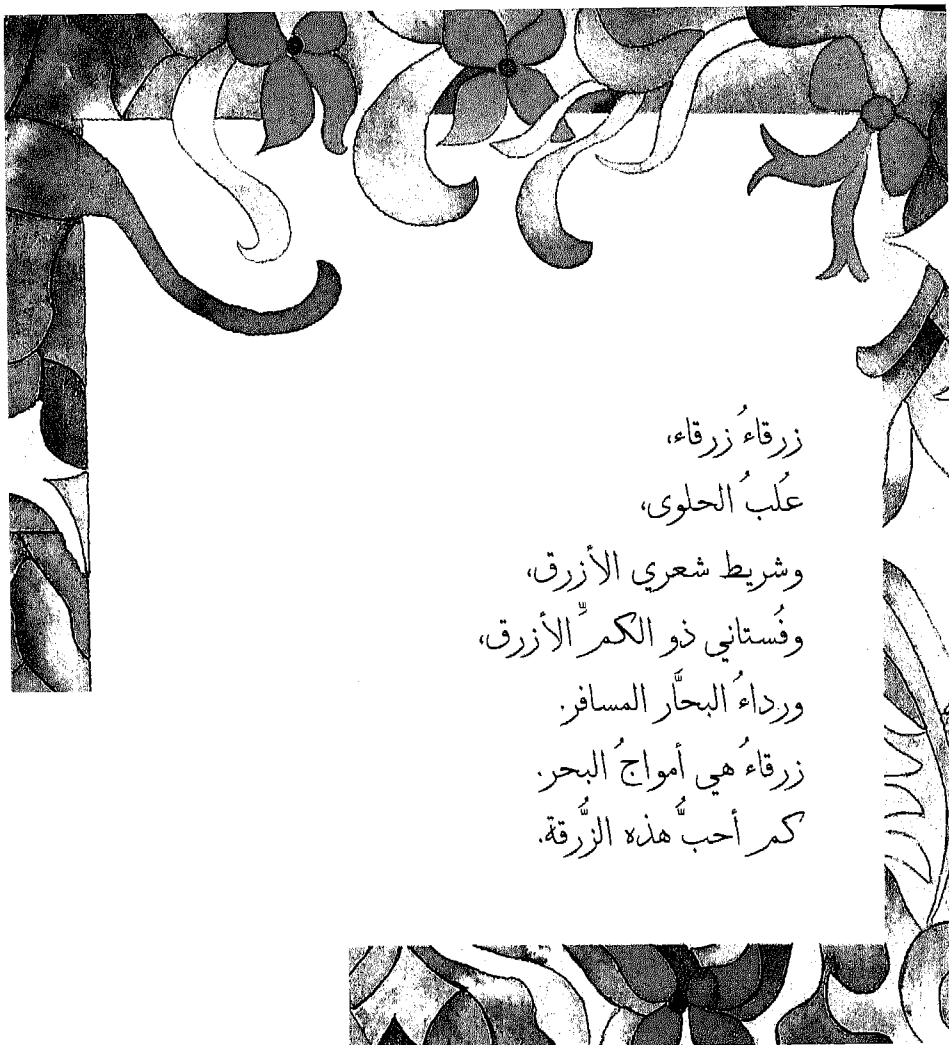 زرقاءُ زرقاء،
عُلبُ الحلوى،
وشريط شعري الأزرق،
وفُستاني ذو الكمِّ الأزرق،
ورداءُ البحَّار المسافر.
زرقاءُ هي أمواجُ البحر.
كم أحبُّ هذه الزُّرقة.